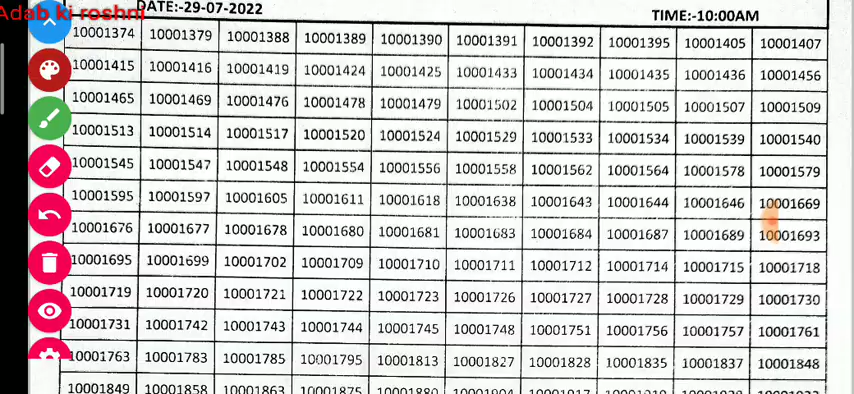 Adab ki roshni
DATE:-29-07-2022
TIME:-10:00AM
10001374 10001379 10001388 10001389 10001390 10001391 10001392 10001395 10001405 10001407
10001415 10001416 10001419 10001424 10001425 10001433 10001434 10001435 10001436 10001456
10001465 10001469 10001476 10001478 10001479 10001502 10001504 10001505 10001507 10001509
10001513 10001514 10001517 10001520 10001524 10001529 10001533 10001534 10001539 10001540
10001545 10001547 10001548 10001554 10001556 10001558 10001562 10001564 10001578 10001579
10001595 10001597 10001605 10001611 10001618 10001638 10001643 10001644 10001646 10001669
10001676 10001677 10001678 10001680 10001681 10001683 10001684 10001687 10001689 10001693
10001695 10001699 10001702 10001709 10001710 10001711 10001712 10001714 10001715 10001718
10001719 10001720 10001721 10001722 10001723 10001726 10001727 10001728 10001729 10001730
10001731 10001742 10001743 10001744 10001745 10001748 10001751 10001756 10001757 10001761
10001763 10001783 10001785 10001795 10001813 10001827 10001828 10001835 10001837 10001848
10001849 10001858 10001863 10001875